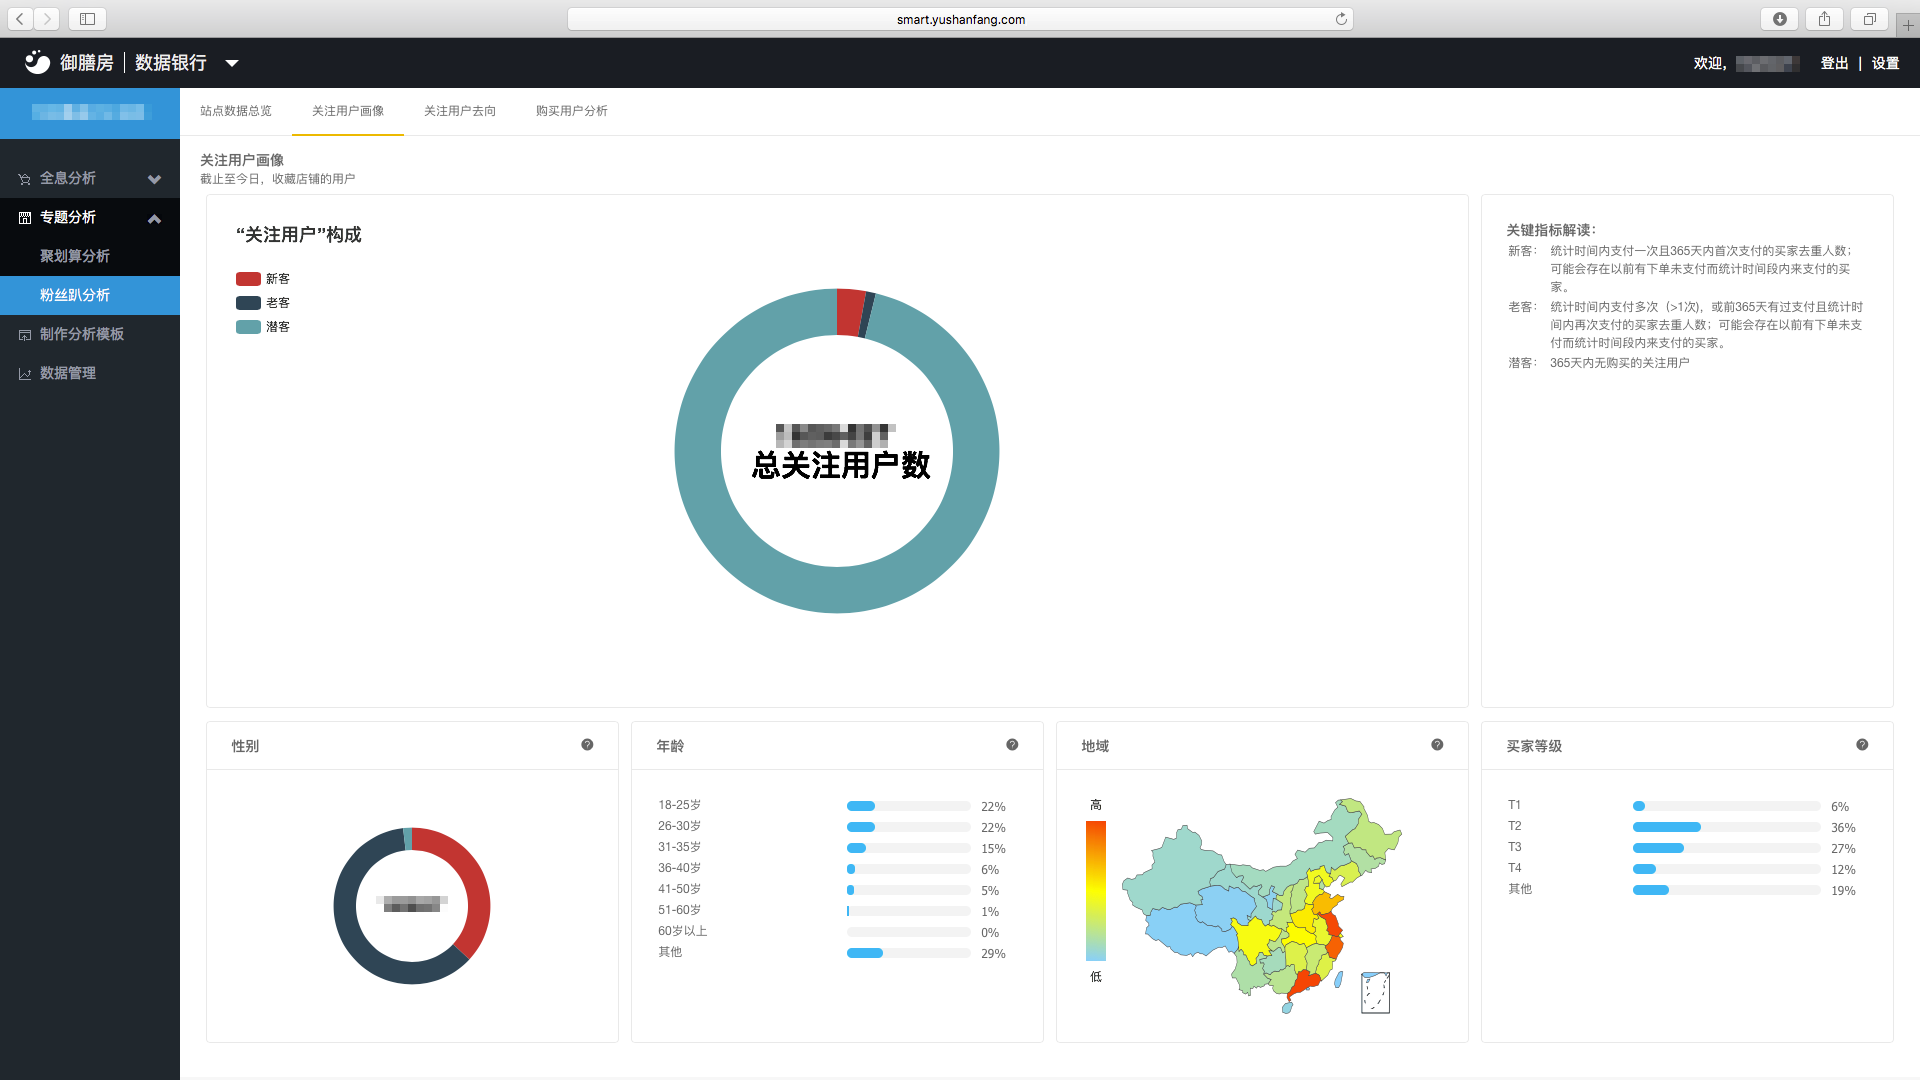 smart.yushanfang.com
御膳房 | 数据银行
欢迎,
登出 | 设置
站点数据总览
关注用户画像
关注用户去向
购买用户分析
全息分析
专题分析
聚划算分析
粉丝趴分析
制作分析模板
数据管理
关注用户画像
截止至今日，收藏店铺的用户
“关注用户”构成
新客
老客
潜客
总关注用户数
关键指标解读：
新客： 统计时间内支付一次且365天内首次支付的买家去重人数；
可能会存在以前有下单未支付而统计时间段内来支付的买
家。
老客： 统计时间内支付多次（>1次)，或前365天有过支付且统计时
间内再次支付的买家去重人数；可能会存在以前有下单未支
付而统计时间段内来支付的买家。
潜客： 365天内无购买的关注用户
性别
年龄
18-25岁 22%
26-30岁 22%
31-35岁 15%
36-40岁 6%
41-50岁 5%
51-60岁 1%
60岁以上 0%
其他 29%
地域
高
低
买家等级
T1 6%
T2 36%
T3 27%
T4 12%
其他 19%